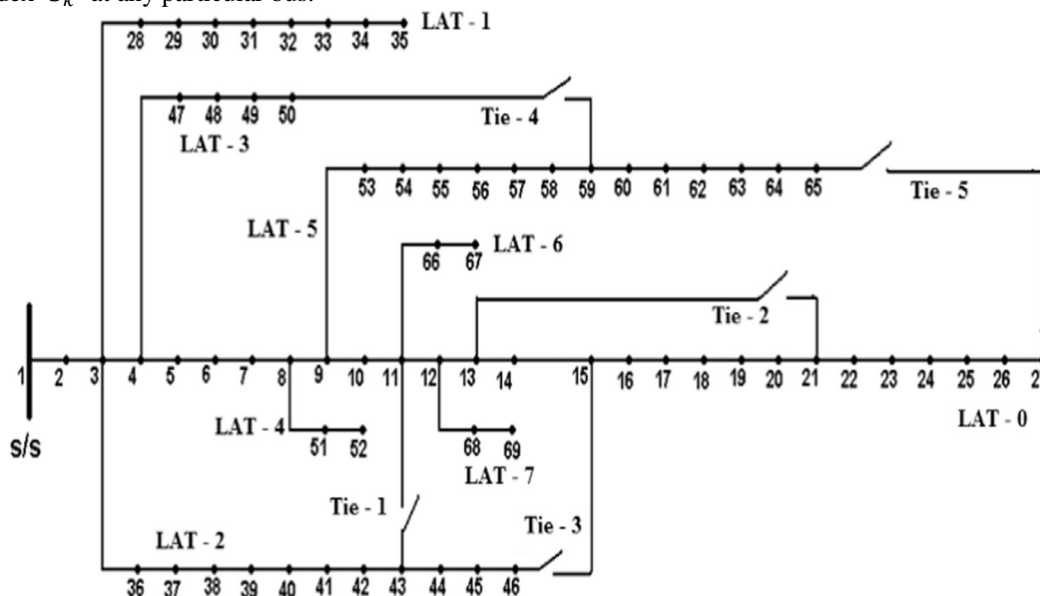 at any particular bus.
LAT - 1
28 29 30 31 32 33 34 35
47 48 49 50
Tie - 4
LAT - 3
53 54 55 56 57 58 59 60 61 62 63 64 65
Tie - 5
LAT - 5
LAT - 6
66 67
Tie - 2
1 2 3 4 5 6 7 8 9 10 11 12 13 14 15 16 17 18 19 20 21 22 23 24 25 26
LAT - 0
S/S
LAT - 4
51 52
68 69
LAT - 7
Tie - 1
Tie - 3
LAT - 2
36 37 38 39 40 41 42 43 44 45 46